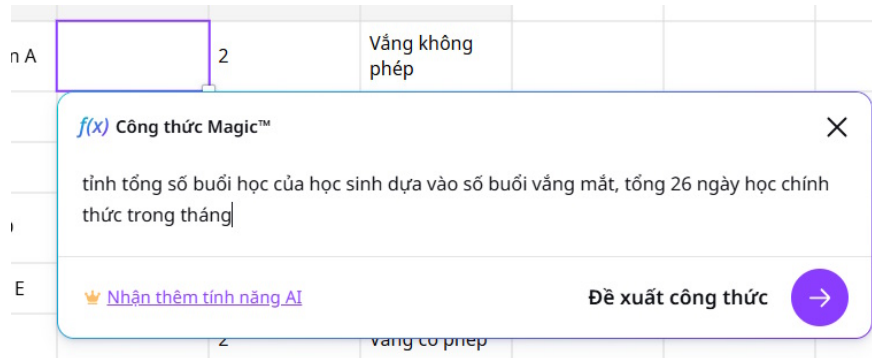 n A
2
Vắng không
phép
f(x) Công thức Magic™
tỉnh tổng số buổi học của học sinh dựa vào số buổi vắng mắt, tổng 26 ngày học chính
thức trong tháng
E
Nhận thêm tính năng AI
Đề xuất công thức
2
Vắng có phép